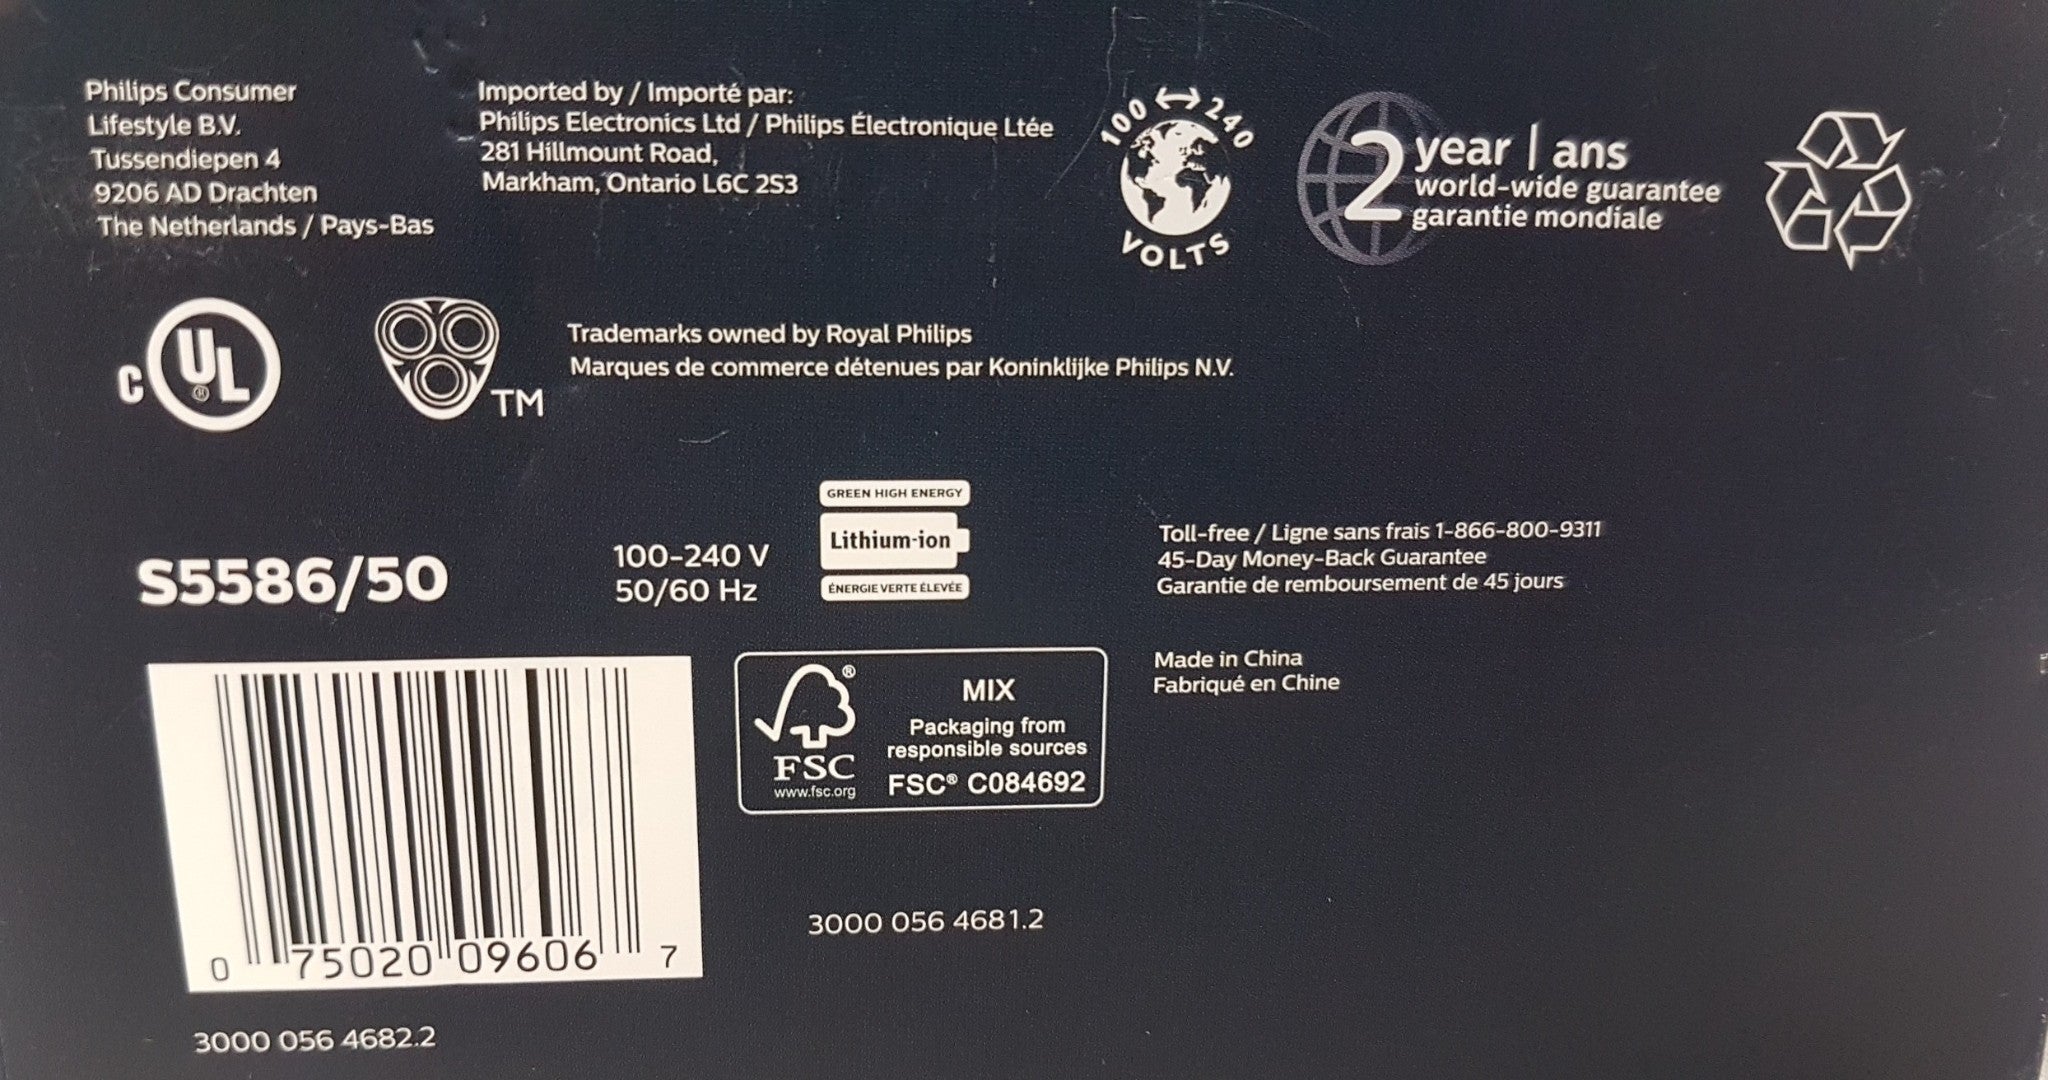 Philips Consumer
Lifestyle B.V.
Tussendiepen 4
9206 AD Drachten
The Netherlands / Pays-Bas
Imported by / Importé par:
Philips Electronics Ltd / Philips Électronique Ltée
281 Hillmount Road,
Markham, Ontario L6C 2S3
100 ↔ 240
VOLTS
2 year | ans
world-wide guarantee
garantie mondiale
C UL ®
TM
Trademarks owned by Royal Philips
Marques de commerce détenues par Koninklijke Philips N.V.
S5586/50
100-240 V
50/60 Hz
GREEN HIGH ENERGY
Lithium-ion
ÉNERGIE VERTE ÉLEVÉE
Toll-free / Ligne sans frais 1-866-800-9311
45-Day Money-Back Guarantee
Garantie de remboursement de 45 jours
Made in China
Fabriqué en Chine
®
FSC
www.fsc.org
MIX
Packaging from
responsible sources
FSC® C084692
0 75020 09606 7
3000 056 4681.2
3000 056 4682.2